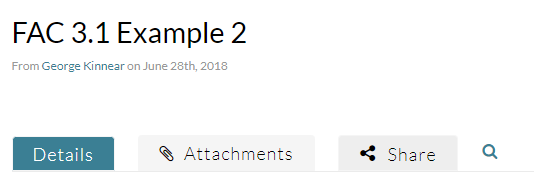 FAC 3.1 Example 2
From George Kinnear on June 28th, 2018
Details Attachments Share